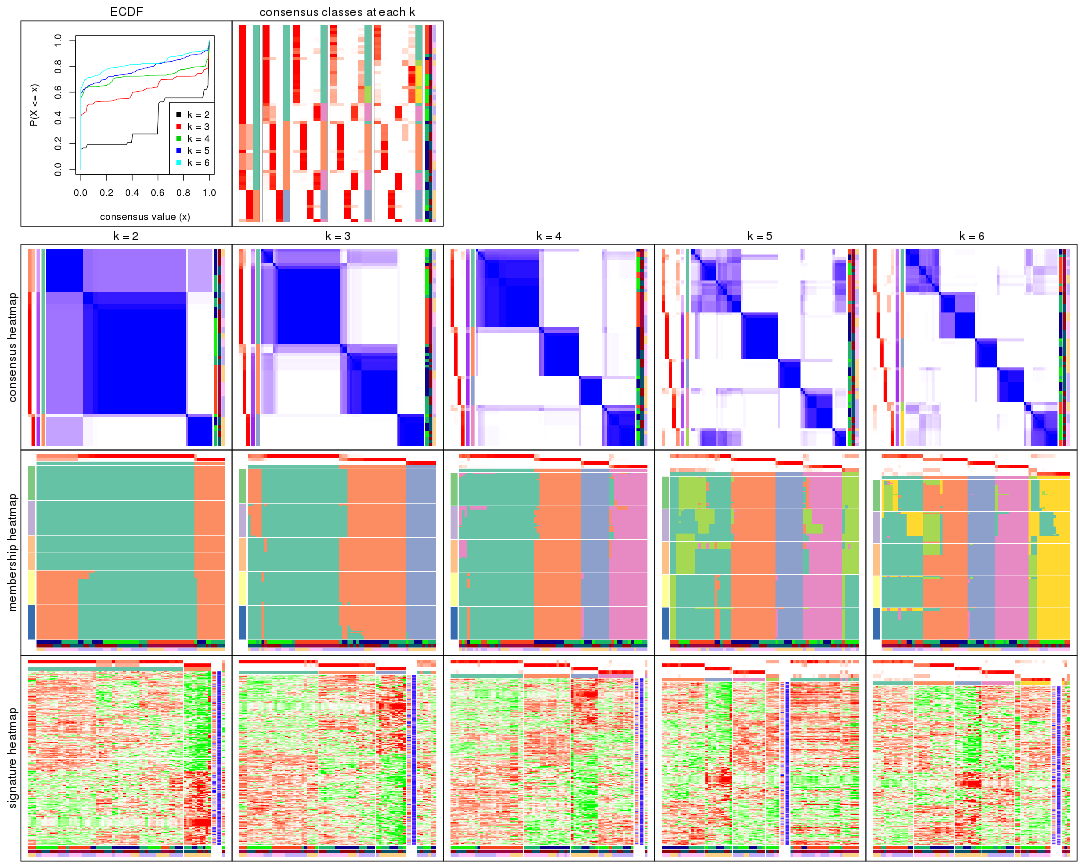 ECDF
consensus classes at each k
P(X <= x)
1.0
0.8
0.6
0.4
0.2
0.0
k = 2
k = 3
k = 4
k = 5
k = 6
0.0 0.2 0.4 0.6 0.8 1.0
consensus value (x)
k = 2
k = 3
k = 4
k = 5
k = 6
consensus heatmap
membership heatmap
signature heatmap